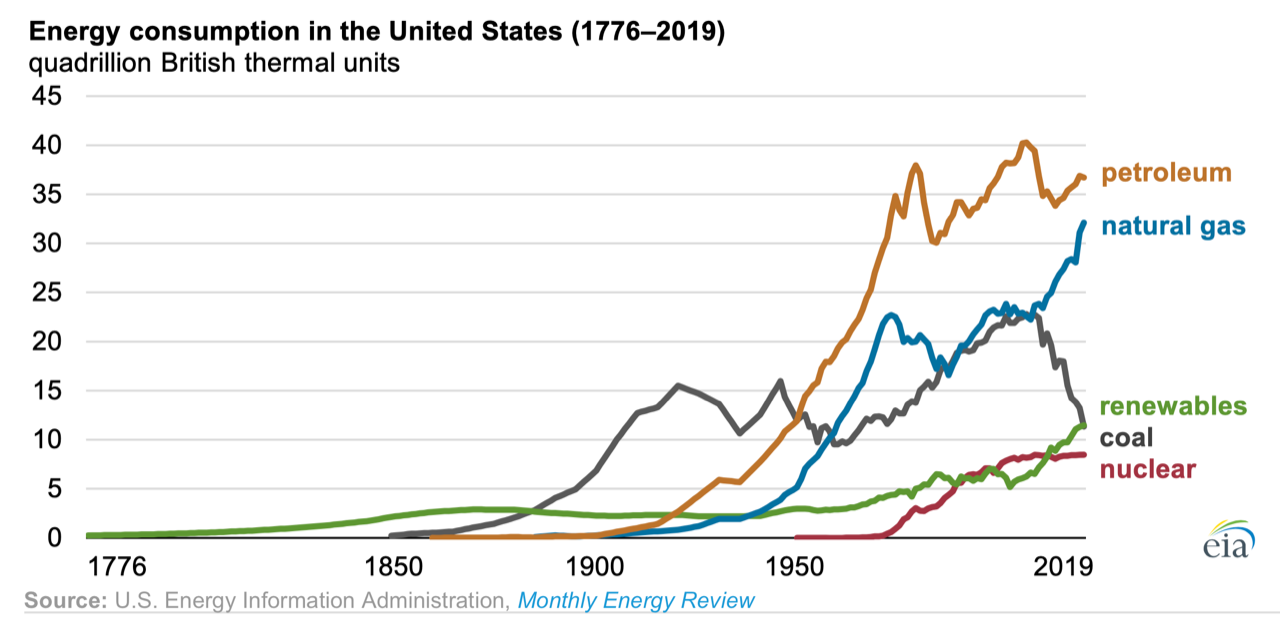 Energy consumption in the United States (1776–2019)
quadrillion British thermal units
45
40
35
30
25
20
15
10
5
0
petroleum
natural gas
renewables
coal
nuclear
1776 1850 1900 1950 2019
eia
Source: U.S. Energy Information Administration, Monthly Energy Review